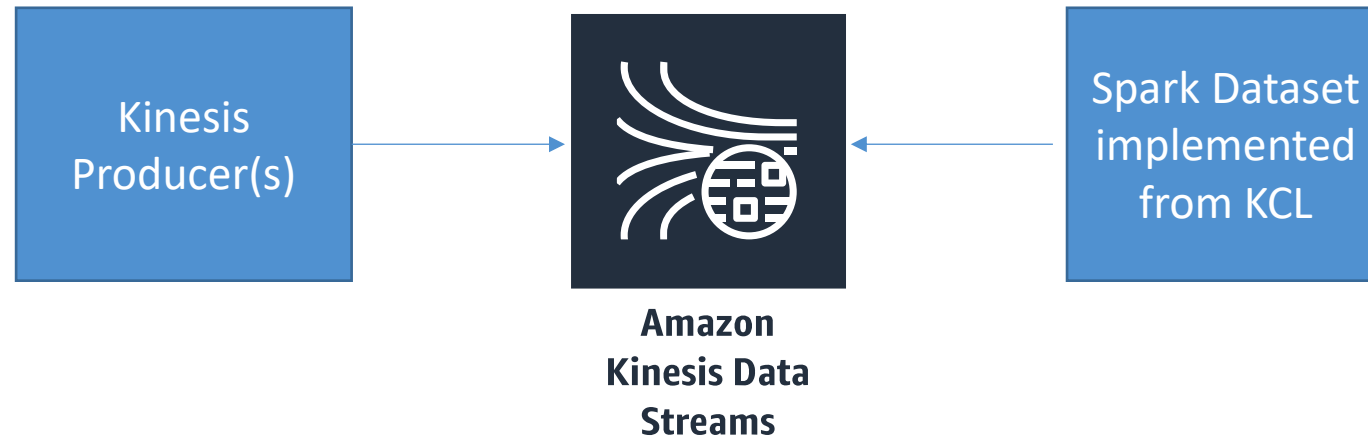 Kinesis
Producer(s)
Amazon
Kinesis Data
Streams
Spark Dataset
implemented
from KCL